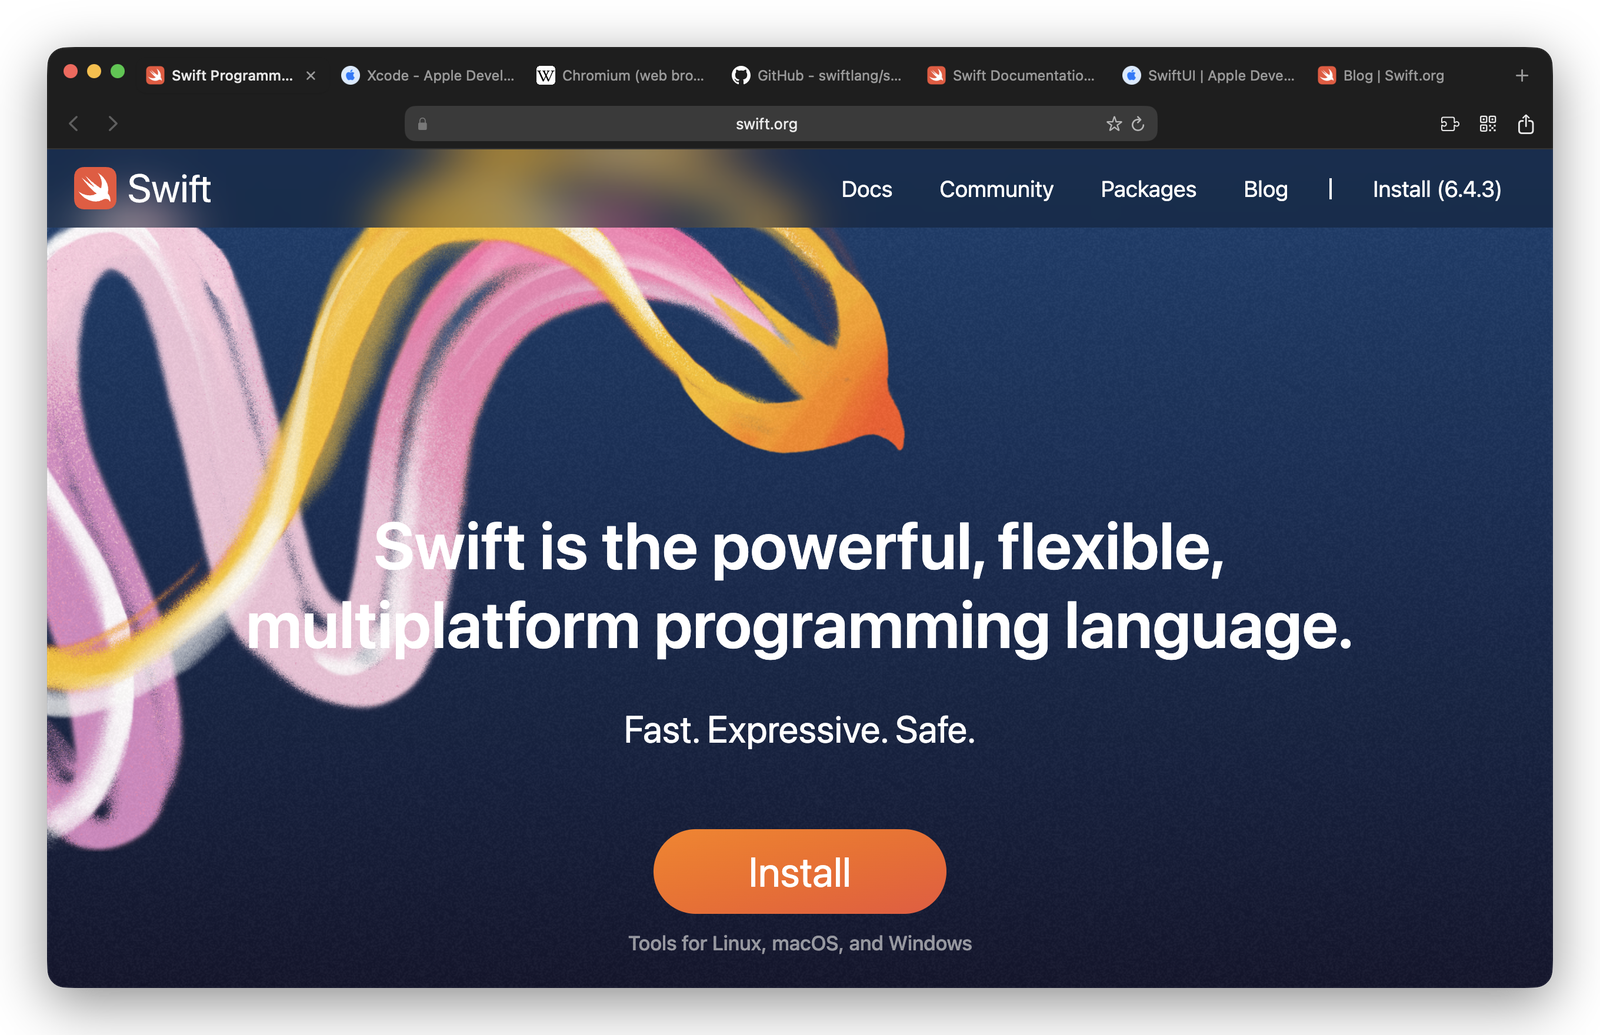 Swift Programm...
Xcode - Apple Devel...
W Chromium (web bro...
GitHub - swiftlang/s...
Swift Documentatio...
SwiftUI | Apple Deve...
Blog | Swift.org
swift.org
Swift
Docs
Community
Packages
Blog
|
Install (6.4.3)
Swift is the powerful, flexible,
multiplatform programming language.
Fast. Expressive. Safe.
Install
Tools for Linux, macOS, and Windows